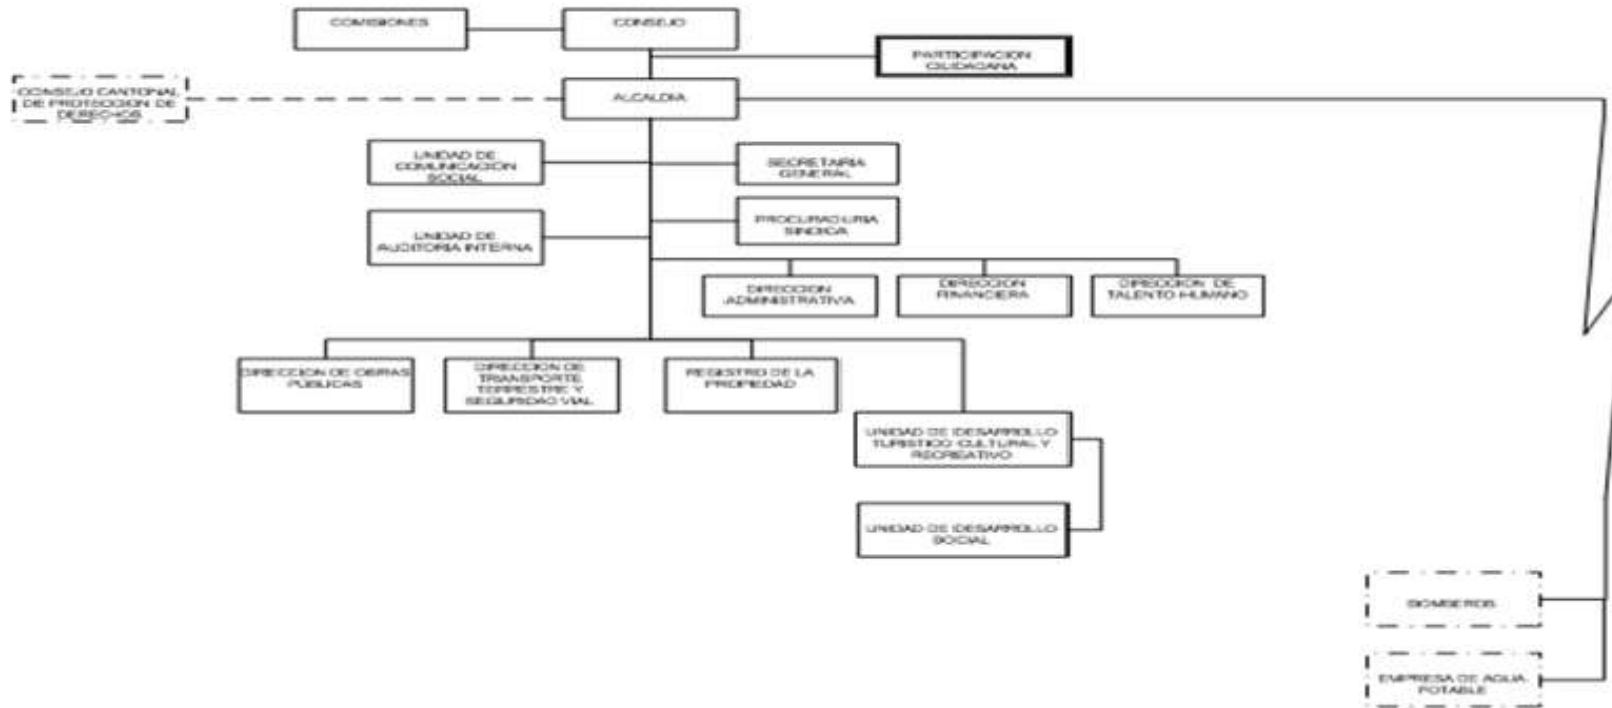 COMISIONES
CONSEJO
PARTICIPACION
CIUDADANA
CONSEJO CANTONAL
DE PROTECCION DE
DERECHOS
ALCALDIA
UNIDAD DE
COMUNICACIÓN
SOCIAL
SECRETARIA
GENERAL
UNIDAD DE
AUDITORIA INTERNA
PROCURADURIA
SINDICA
DIRECCION
ADMINISTRATIVA
DIRECCION
FINANCIERA
DIRECCION DE
TALENTO HUMANO
DIRECCION DE OBRAS
PÚBLICAS
DIRECCION DE
TRANSPORTE
TERRESTRE Y
SEGURIDAD VIAL
REGISTRO DE LA
PROPIEDAD
UNIDAD DE DESARROLLO
TURISTICO CULTURAL Y
RECREATIVO
UNIDAD DE DESARROLLO
SOCIAL
BOMBEROS
EMPRESA DE AGUA
POTABLE